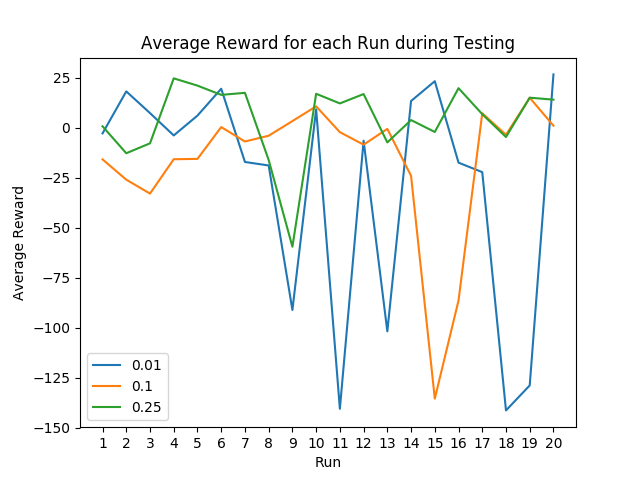 Average Reward for each Run during Testing
Average Reward
25
0
−25
−50
−75
−100
−125
−150
0.01
0.1
0.25
1 2 3 4 5 6 7 8 9 10 11 12 13 14 15 16 17 18 19 20
Run